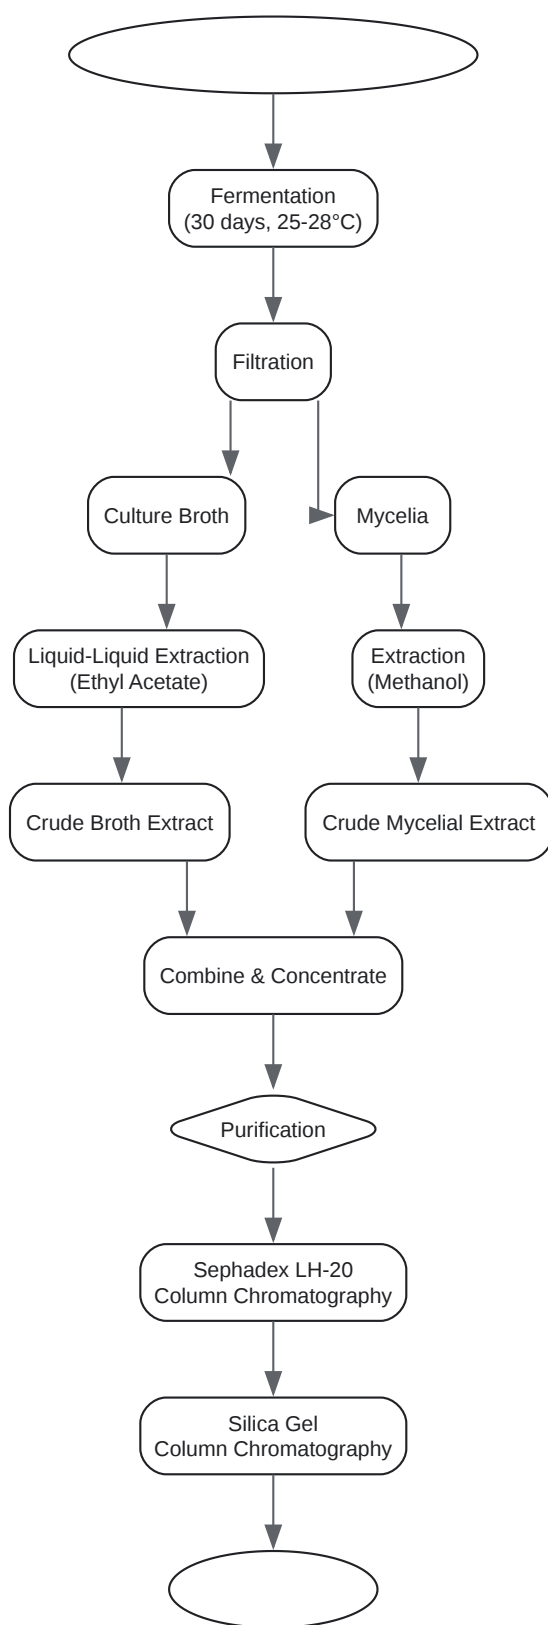 Fermentation
(30 days, 25-28°C)
Filtration
Culture Broth
Mycelia
Liquid-Liquid Extraction
(Ethyl Acetate)
Extraction
(Methanol)
Crude Broth Extract
Crude Mycelial Extract
Combine & Concentrate
Purification
Sephadex LH-20
Column Chromatography
Silica Gel
Column Chromatography